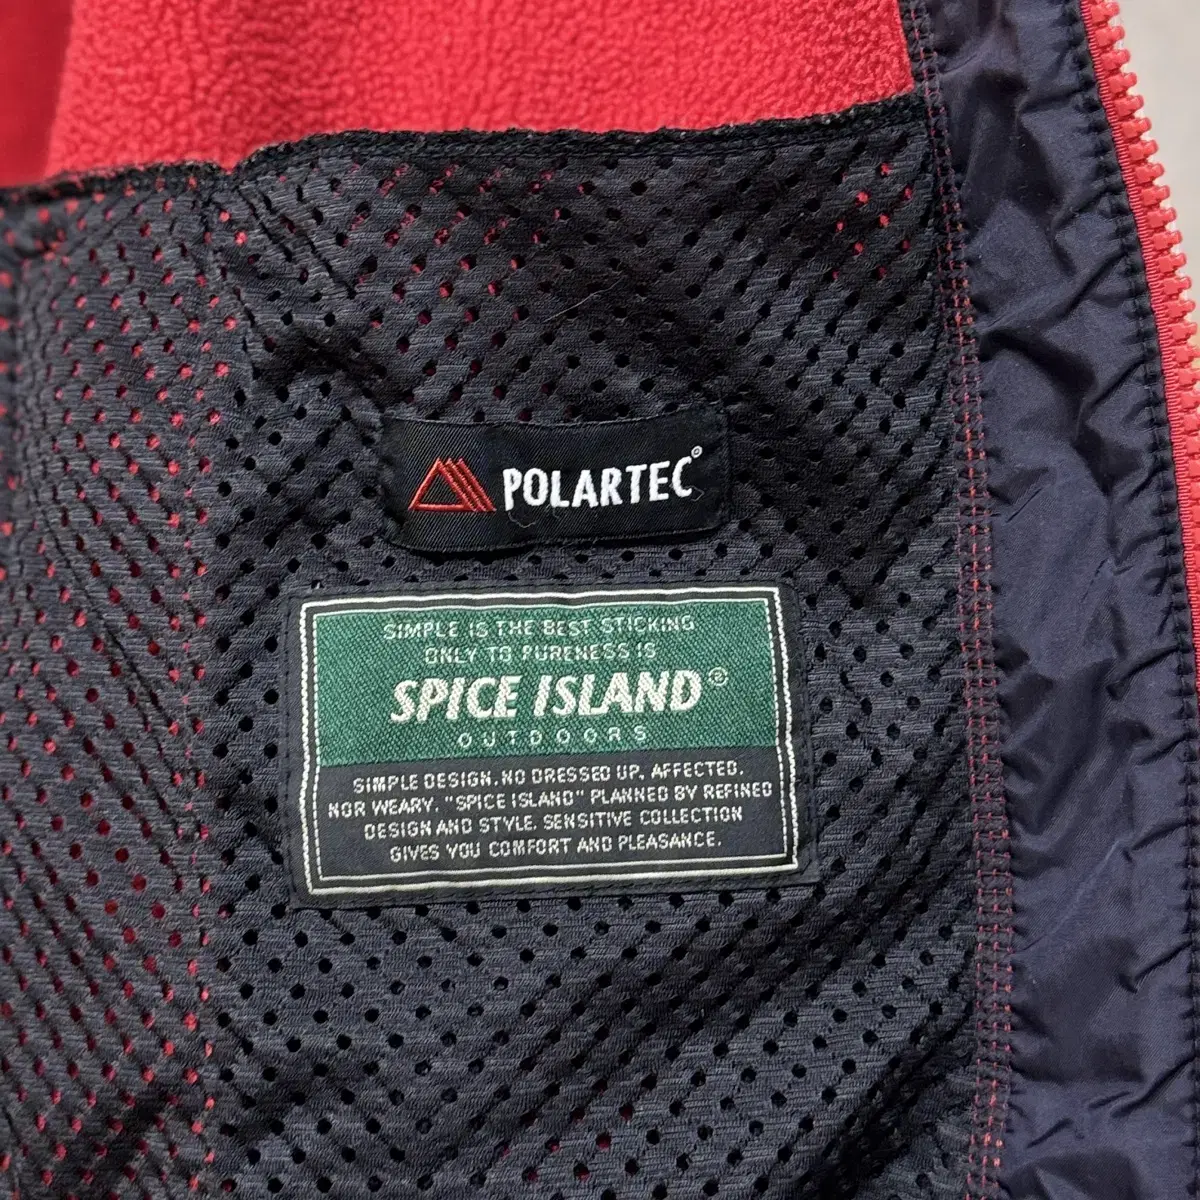 POLARTEC®
SIMPLE IS THE BEST STICKING
ONLY TO PURENESS IS
SPICE ISLAND®
OUTDOORS
SIMPLE DESIGN. NO DRESSED UP, AFFECTED,
NOR WEARY. "SPICE ISLAND" PLANNED BY REFINED
DESIGN AND STYLE. SENSITIVE COLLECTION
GIVES YOU COMFORT AND PLEASANCE.